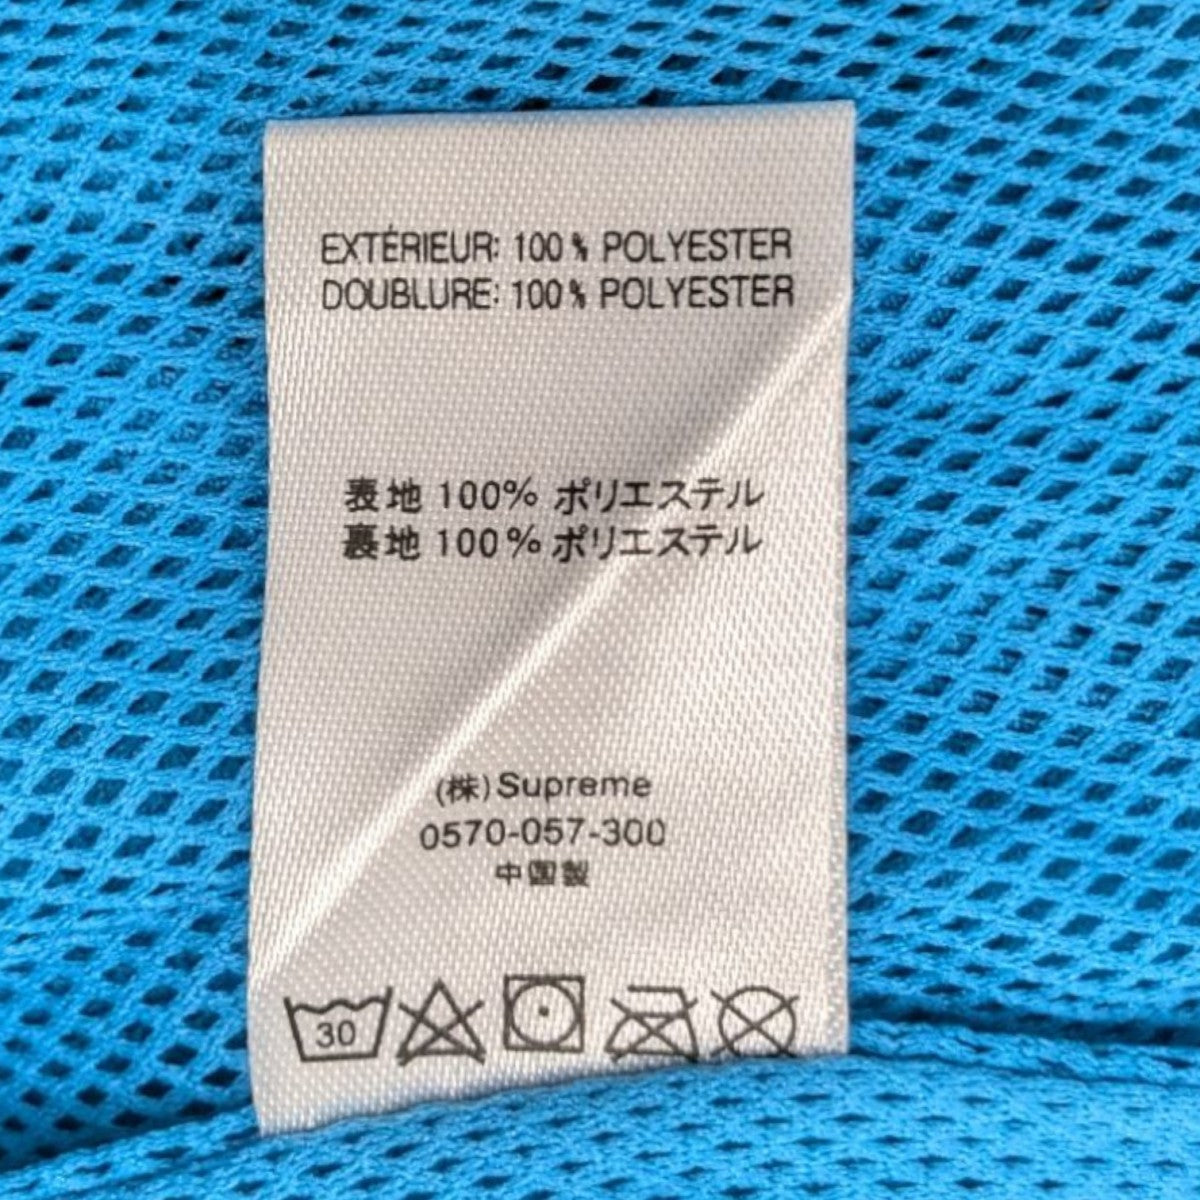 EXTÉRIEUR: 100% POLYESTER
DOUBLURE: 100% POLYESTER
表地 100% ポリエステル
裏地 100% ポリエステル
(株)Supreme
0570-057-300
中国製
30